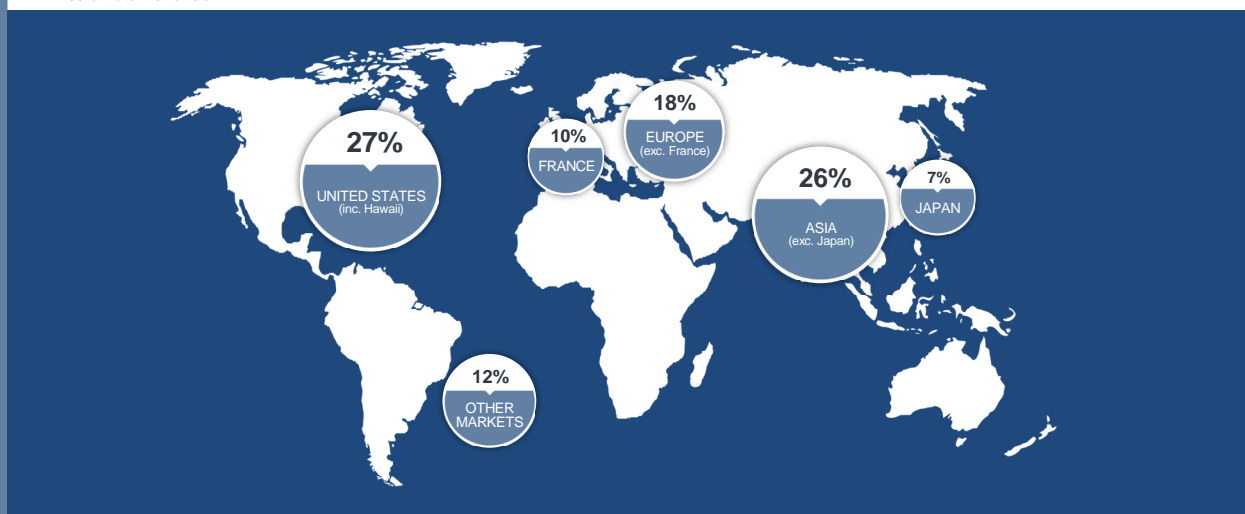 27%
UNITED STATES
(inc. Hawaii)
10%
FRANCE
18%
EUROPE
(exc. France)
26%
ASIA
(exc. Japan)
7%
JAPAN
12%
OTHER
MARKETS